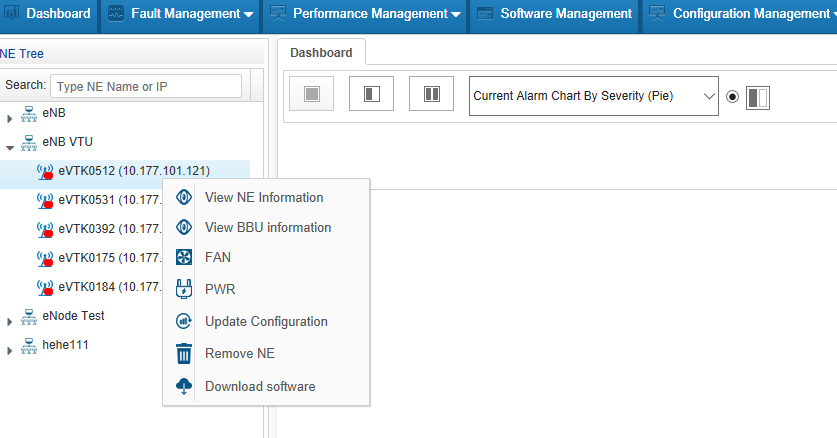 Dashboard Fault Management Performance Management Software Management Configuration Management
NE Tree
Dashboard
Search: Type NE Name or IP
Current Alarm Chart By Severity (Pie)
eNB
eNB VTU
eVTK0512 (10.177.101.121)
eVTK0531 (10.177.
eVTK0392 (10.177.
eVTK0175 (10.177.
eVTK0184 (10.177.
eNode Test
hehe111
View NE Information
View BBU information
FAN
PWR
Update Configuration
Remove NE
Download software